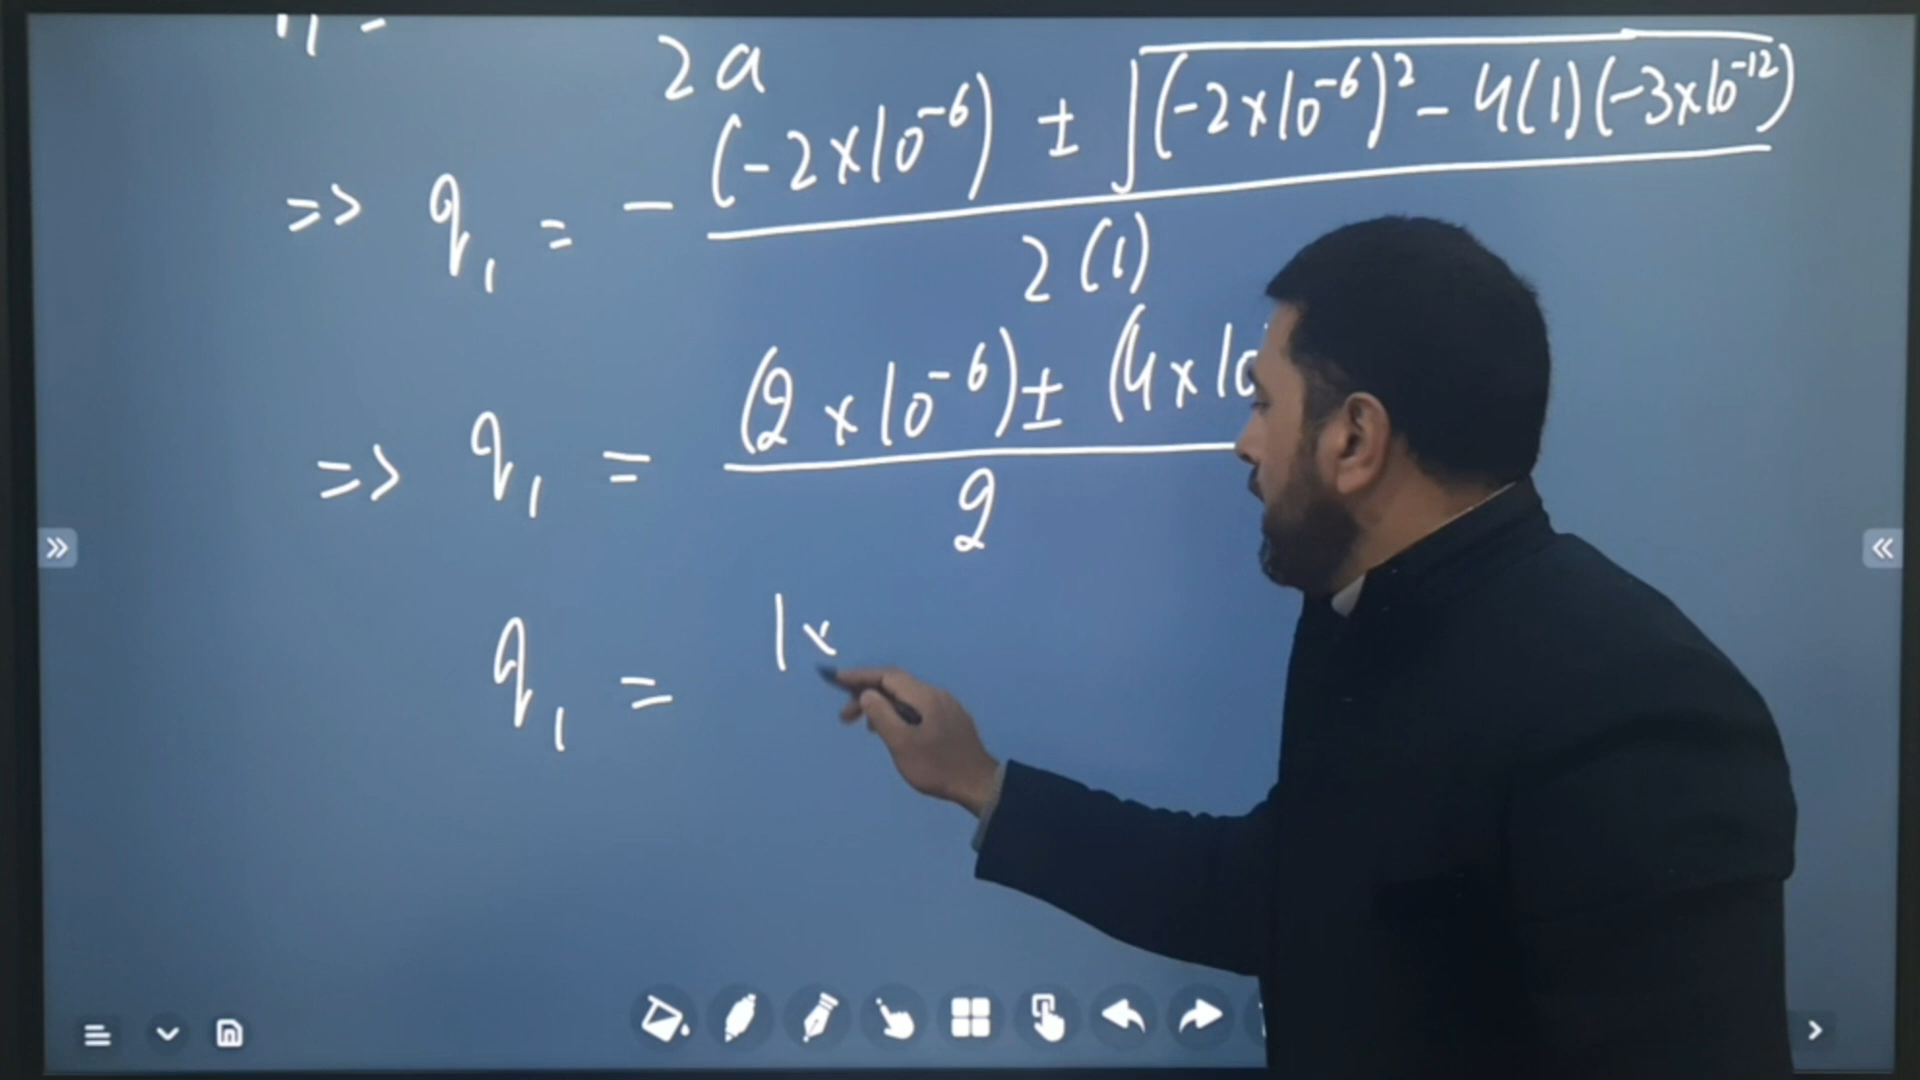 2a
=> q₁ = - (-2×10⁻⁶) ± √(-2×10⁻⁶)² - 4(1)(-3×10⁻¹²)
2(1)
=> q₁ = (2×10⁻⁶) ± (4×10
2
q₁ = 1×